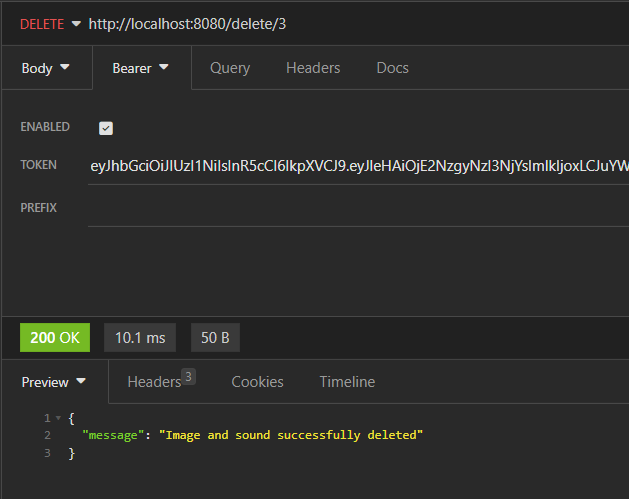 DELETE http://localhost:8080/delete/3
Body Bearer Query Headers Docs
ENABLED
TOKEN eyJhbGciOiJIUzI1NiIsInR5cCI6IkpXVCJ9.eyJleHAiOjE2NzgyNzI3NjYsImlkIjoxLCJuYW
PREFIX
200 OK 10.1 ms 50 B
Preview Headers 3 Cookies Timeline
1 {
2 "message": "Image and sound successfully deleted"
3 }